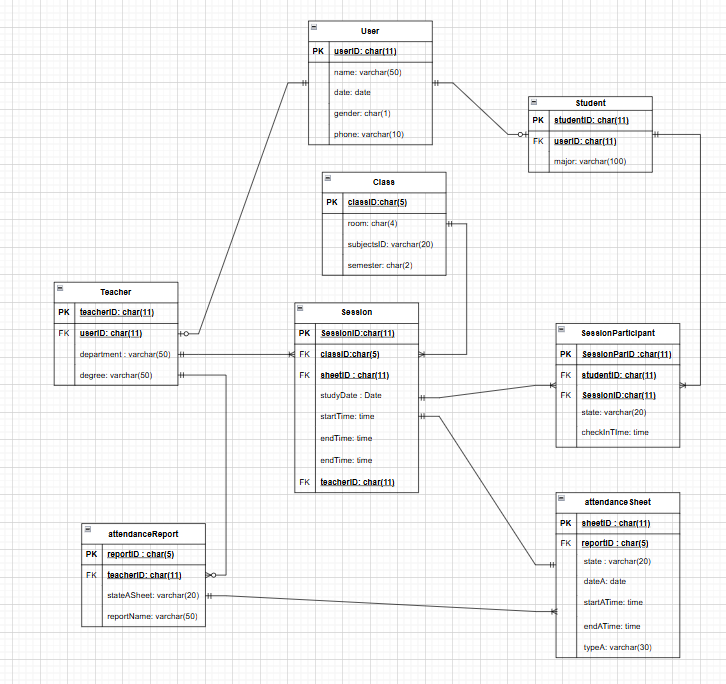 User
PK userID: char(11)
name: varchar(50)
date: date
gender: char(1)
phone: varchar(10)
Student
PK studentID: char(11)
FK userID: char(11)
major: varchar(100)
Class
PK classID:char(5)
room: char(4)
subjectsID: varchar(20)
semester: char(2)
Teacher
PK teacherID: char(11)
FK userID: char(11)
department : varchar(50)
degree: varchar(50)
Session
PK SessionID:char(11)
FK classID:char(5)
FK sheetID : char(11)
studyDate : Date
startTime: time
endTime: time
endTime: time
FK teacherID: char(11)
SessionParticipant
PK SessionParID :char(11)
FK studentID: char(11)
FK SessionID:char(11)
state: varchar(20)
checkInTIme: time
attendanceReport
PK reportID : char(5)
FK teacherID: char(11)
stateASheet: varchar(20)
reportName: varchar(50)
attendanceSheet
PK sheetID : char(11)
FK reportID : char(5)
state : varchar(20)
dateA: date
startATime: time
endATime: time
typeA: varchar(30)